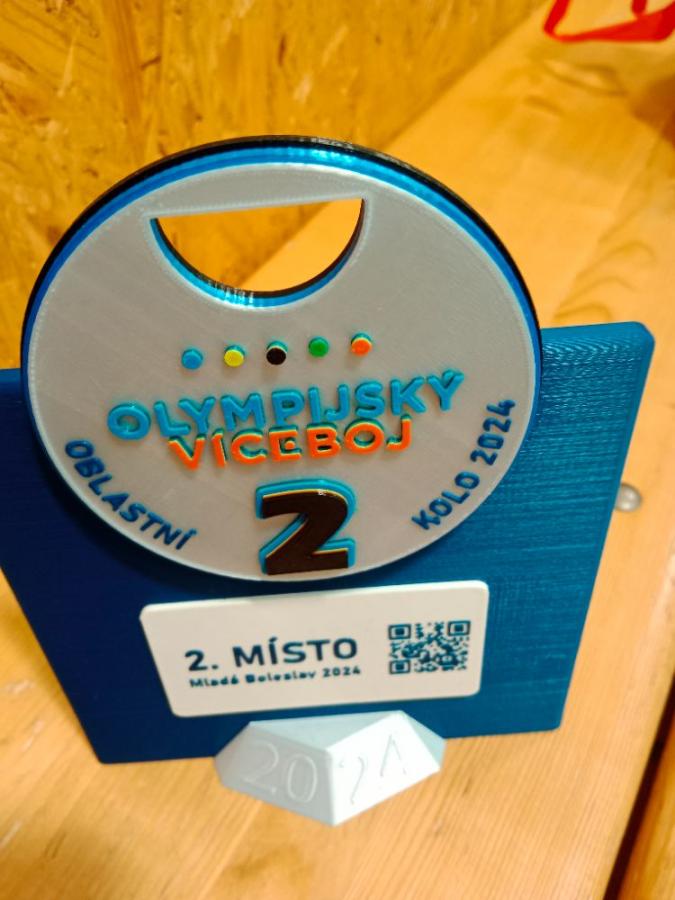 OLYMPIJSKÝ
VÍCEBOJ
OBLASTNÍ
KOLO 2024
2
2. MÍSTO
Mladá Boleslav 2024
2024